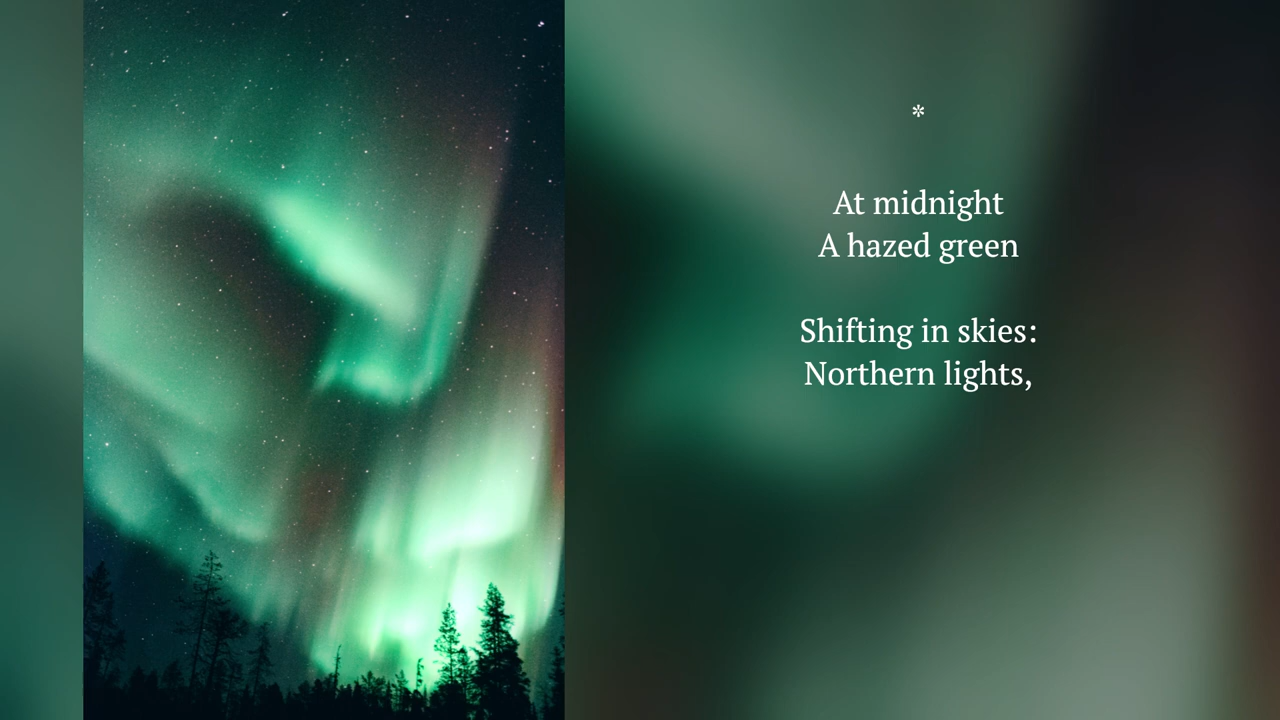 *
At midnight
A hazed green
Shifting in skies:
Northern lights,